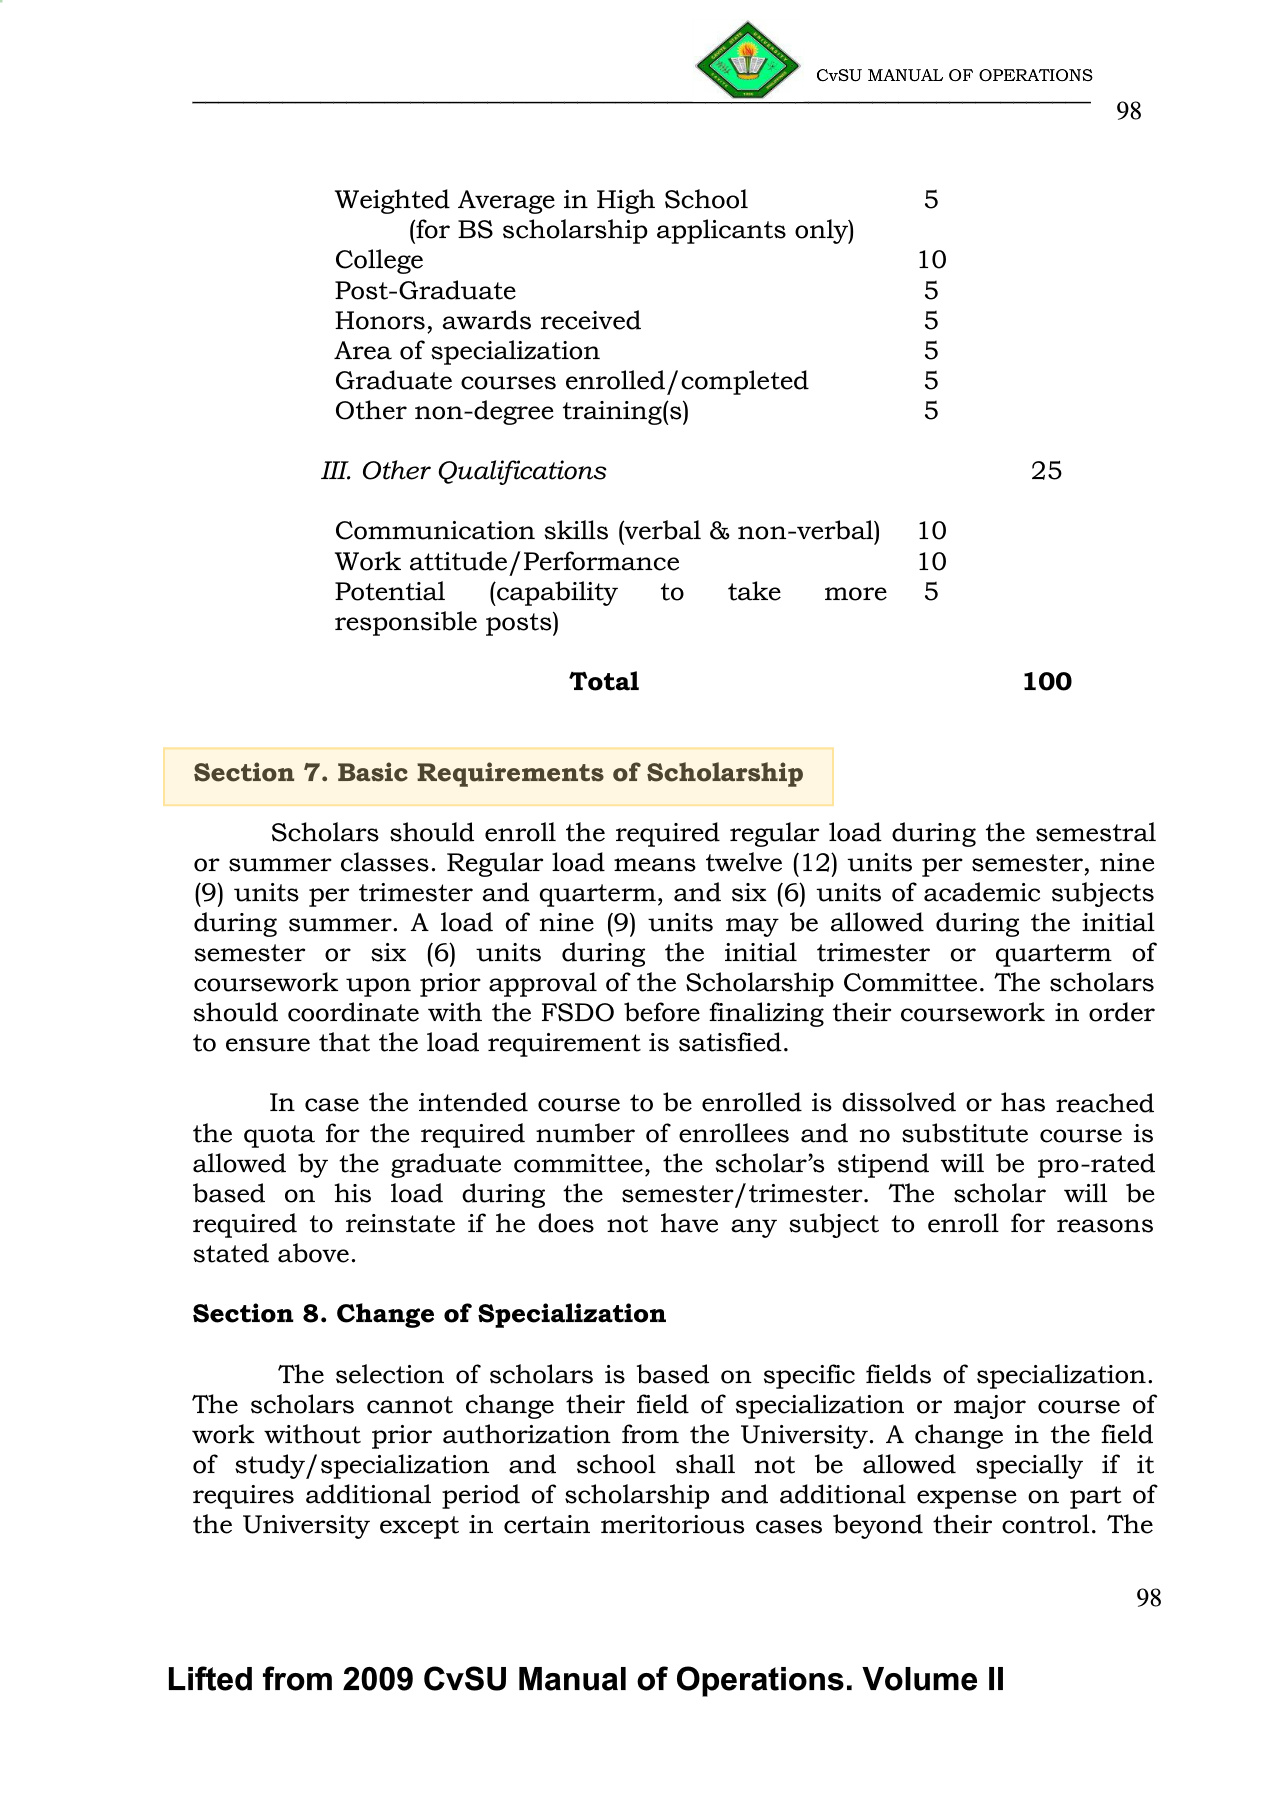 CvSU MANUAL OF OPERATIONS
98
Weighted Average in High School 5
(for BS scholarship applicants only)
College 10
Post-Graduate 5
Honors, awards received 5
Area of specialization 5
Graduate courses enrolled/completed 5
Other non-degree training(s) 5
III. Other Qualifications 25
Communication skills (verbal & non-verbal) 10
Work attitude/Performance 10
Potential (capability to take more 5
responsible posts)
Total 100
Section 7. Basic Requirements of Scholarship
Scholars should enroll the required regular load during the semestral
or summer classes. Regular load means twelve (12) units per semester, nine
(9) units per trimester and quarterm, and six (6) units of academic subjects
during summer. A load of nine (9) units may be allowed during the initial
semester or six (6) units during the initial trimester or quarterm of
coursework upon prior approval of the Scholarship Committee. The scholars
should coordinate with the FSDO before finalizing their coursework in order
to ensure that the load requirement is satisfied.
In case the intended course to be enrolled is dissolved or has reached
the quota for the required number of enrollees and no substitute course is
allowed by the graduate committee, the scholar’s stipend will be pro-rated
based on his load during the semester/trimester. The scholar will be
required to reinstate if he does not have any subject to enroll for reasons
stated above.
Section 8. Change of Specialization
The selection of scholars is based on specific fields of specialization.
The scholars cannot change their field of specialization or major course of
work without prior authorization from the University. A change in the field
of study/specialization and school shall not be allowed specially if it
requires additional period of scholarship and additional expense on part of
the University except in certain meritorious cases beyond their control. The
98
Lifted from 2009 CvSU Manual of Operations. Volume II